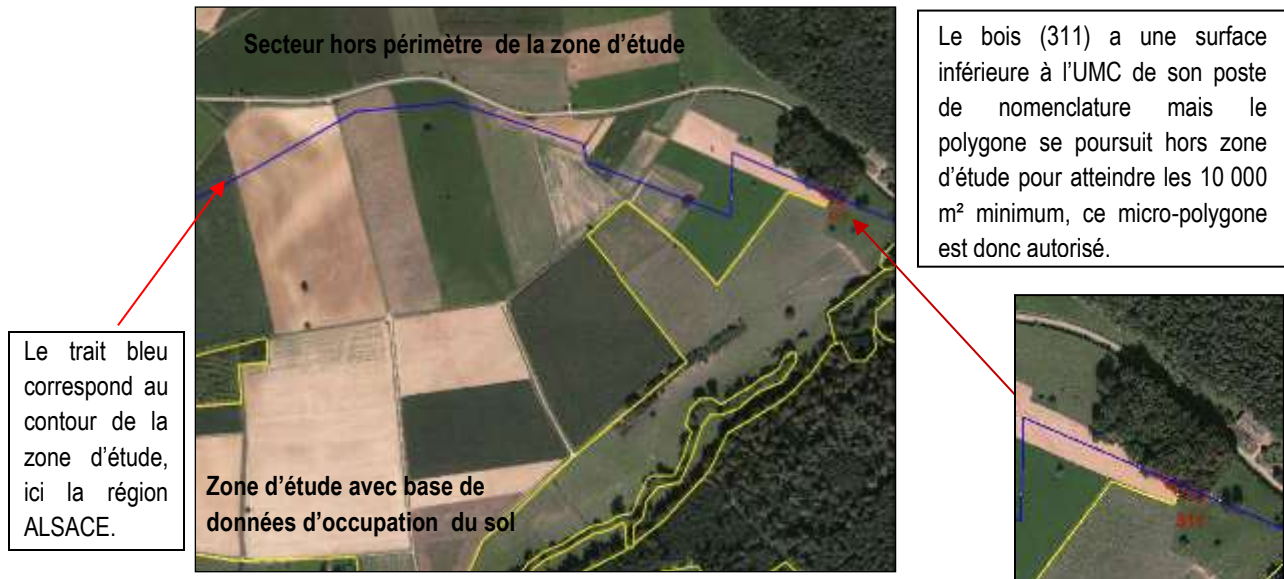 Secteur hors périmètre de la zone d'étude
Le bois (311) a une surface
inférieure à l'UMC de son poste
de nomenclature mais le
polygone se poursuit hors zone
d'étude pour atteindre les 10 000
m² minimum, ce micro-polygone
est donc autorisé.
Le trait bleu
correspond au
contour de la
zone d'étude,
ici la région
ALSACE.
Zone d'étude avec base de
données d'occupation du sol
311